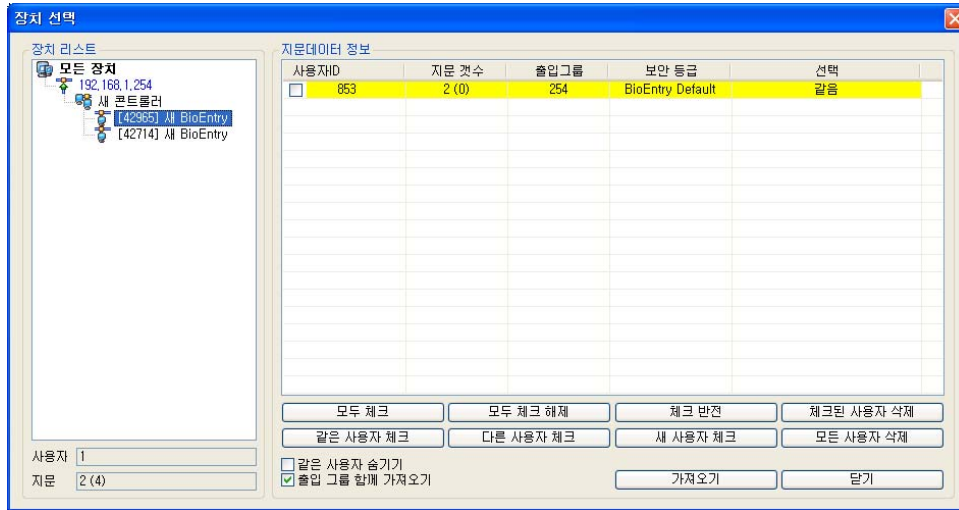 장치 선택
장치 리스트
모든 장치
192.168.1.254
새 콘트롤러
[42965] 새 BioEntry
[42714] 새 BioEntry
사용자 1
지문 2 (4)
지문데이터 정보
사용자ID 지문 갯수 출입그룹 보안 등급 선택
853 2 (0) 254 BioEntry Default 같음
모두 체크 모두 체크 해제 체크 반전 체크된 사용자 삭제
같은 사용자 체크 다른 사용자 체크 새 사용자 체크 모든 사용자 삭제
같은 사용자 숨기기
출입 그룹 함께 가져오기 가져오기 닫기